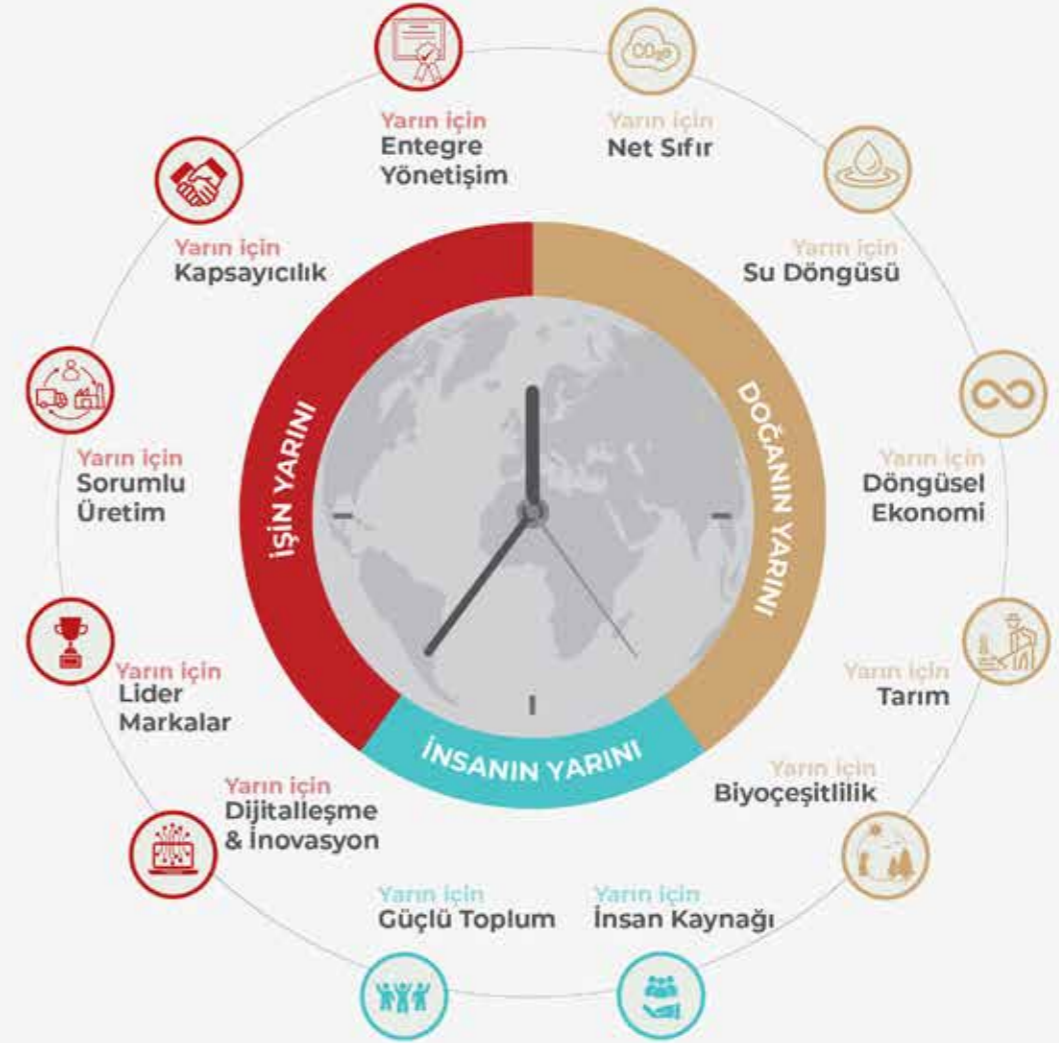 Yarın için
Entegre
Yönetişim
Yarın için
Net Sıfır
Yarın için
Su Döngüsü
Yarın için
Döngüsel
Ekonomi
Yarın için
Tarım
Yarın için
Biyoçeşitlilik
Yarın için
İnsan Kaynağı
Yarın için
Güçlü Toplum
Yarın için
Dijitalleşme
& İnovasyon
Yarın için
Lider
Markalar
Yarın için
Sorumlu
Üretim
Yarın için
Kapsayıcılık
İŞİN YARINI
DOĞANIN YARINI
İNSANIN YARINI
CO₂e